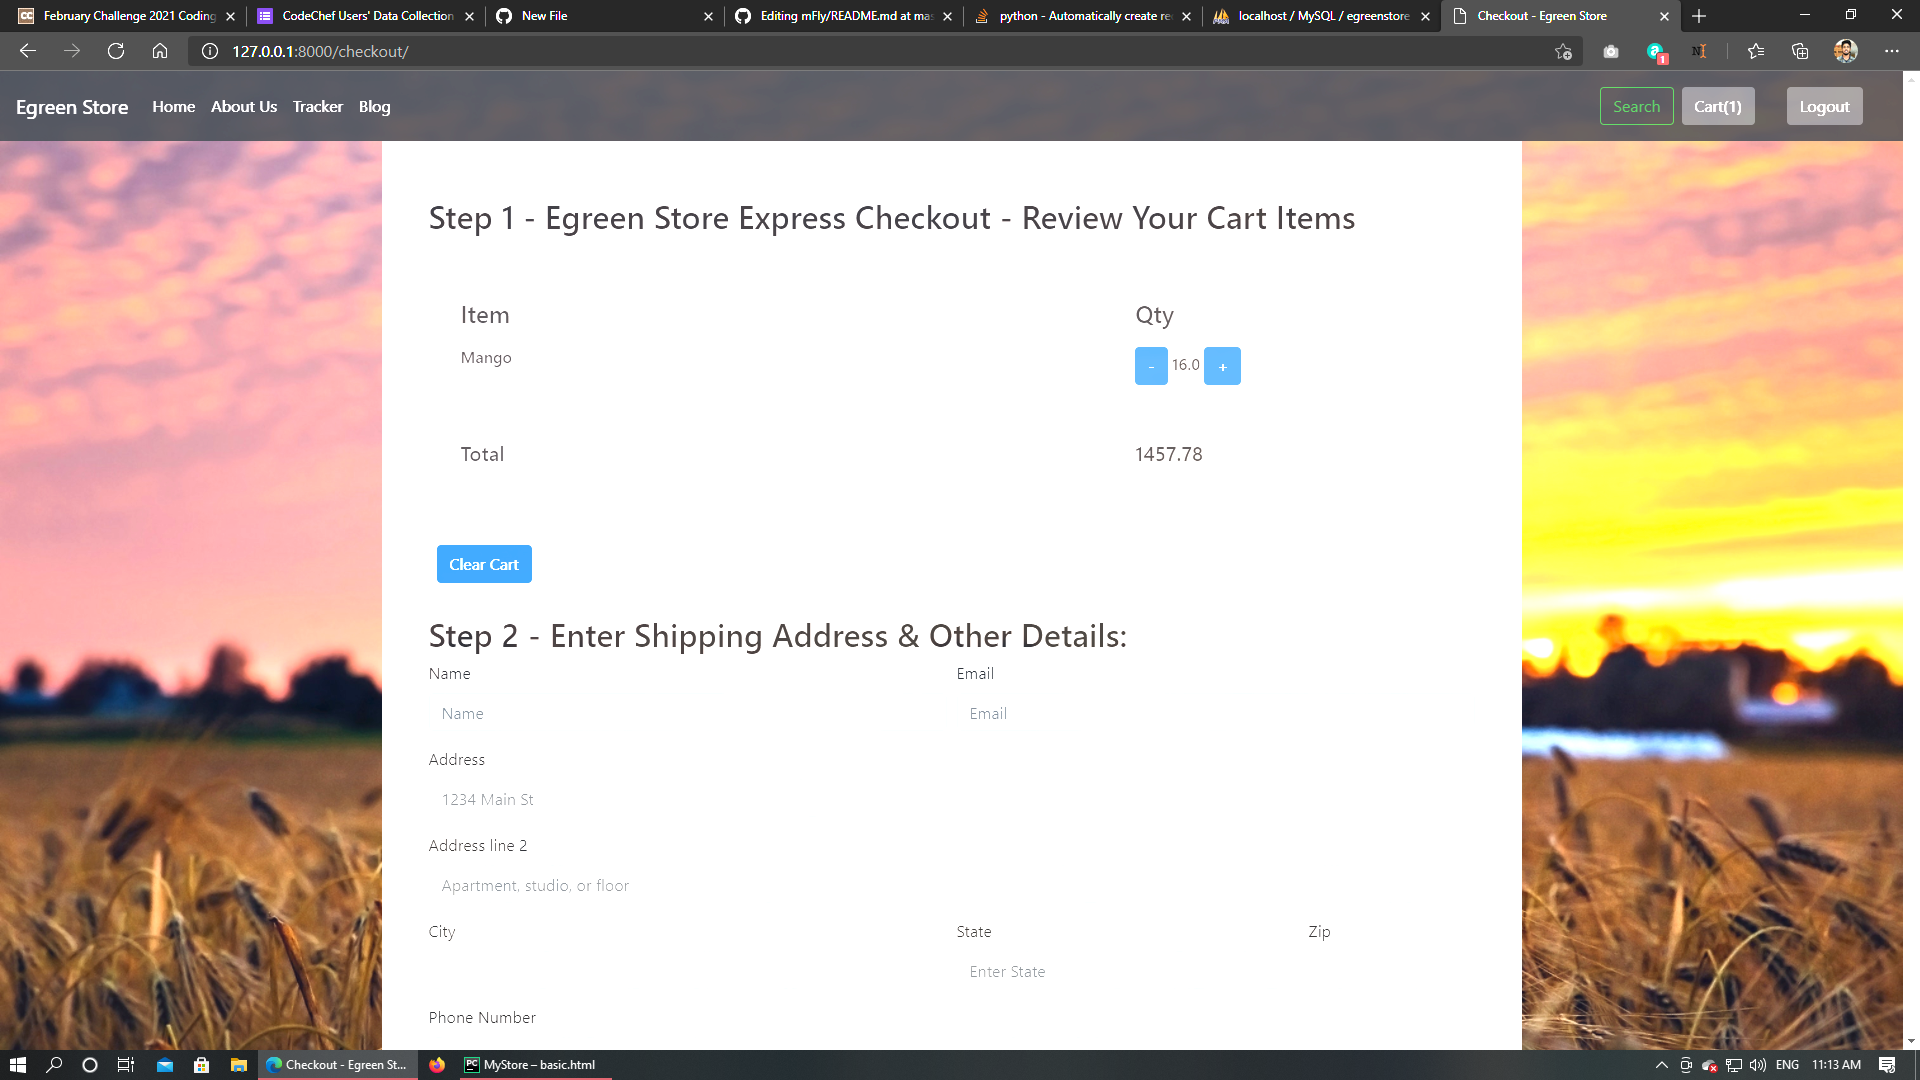 February Challenge 2021 Coding
CodeChef Users' Data Collection
New File
Editing mFly/README.md at mas
python - Automatically create re
localhost / MySQL / egreenstore
Checkout - Egreen Store
127.0.0.1:8000/checkout/
1
Egreen Store Home About Us Tracker Blog Search Cart(1) Logout
Step 1 - Egreen Store Express Checkout - Review Your Cart Items
Item Qty
Mango - 16.0 +
Total 1457.78
Clear Cart
Step 2 - Enter Shipping Address & Other Details:
Name Email
Name Email
Address
1234 Main St
Address line 2
Apartment, studio, or floor
City State Zip
Enter State
Phone Number
Checkout - Egreen St... MyStore – basic.html ENG 11:13 AM